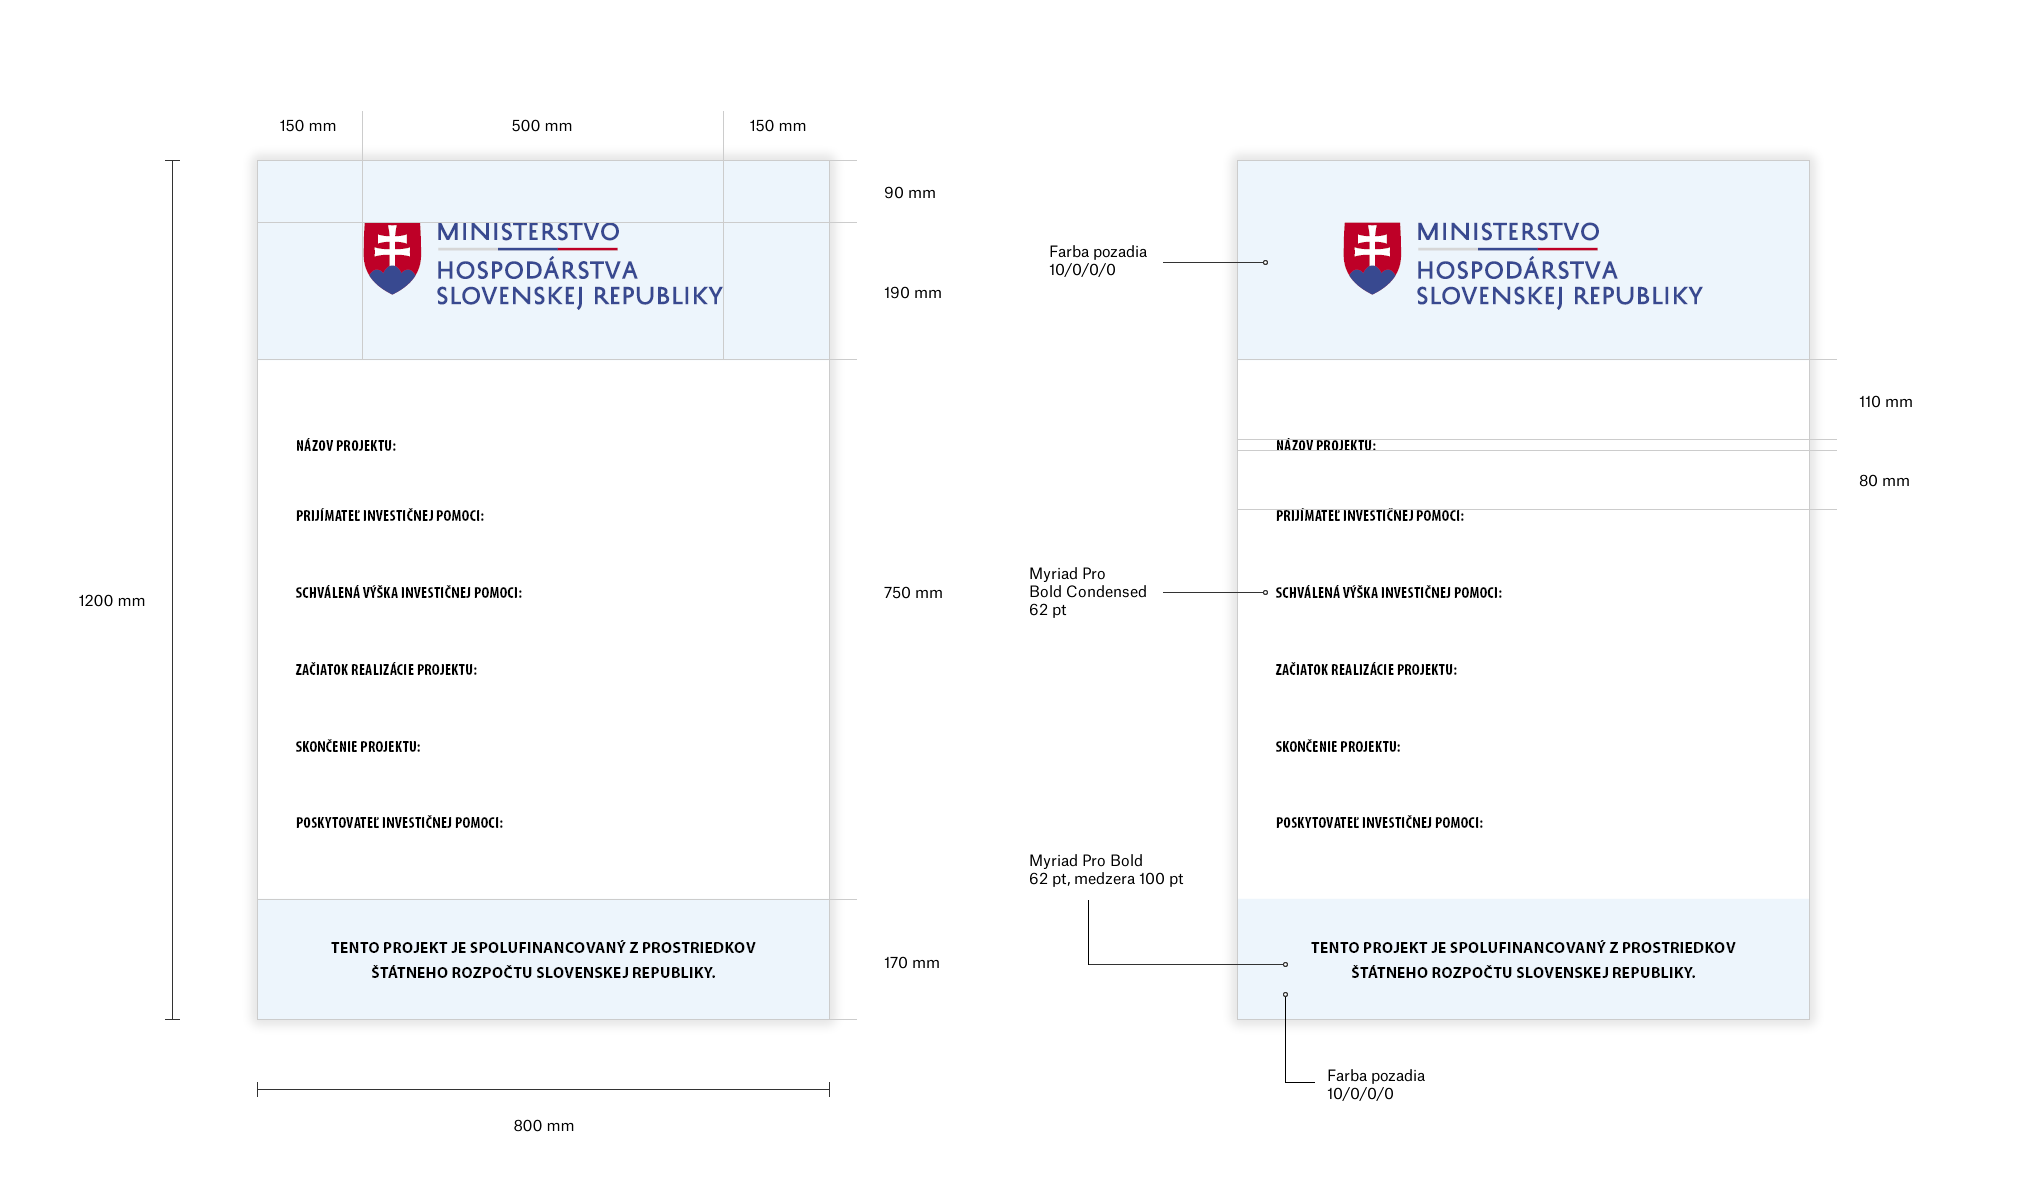 150 mm
500 mm
150 mm
90 mm
MINISTERSTVO
HOSPODÁRSTVA
SLOVENSKEJ REPUBLIKY
190 mm
NÁZOV PROJEKTU:
PRIJÍMATEĽ INVESTIČNEJ POMOCI:
SCHVÁLENÁ VÝŠKA INVESTIČNEJ POMOCI:
750 mm
1200 mm
ZAČIATOK REALIZÁCIE PROJEKTU:
SKONČENIE PROJEKTU:
POSKYTOVATEĽ INVESTIČNEJ POMOCI:
TENTO PROJEKT JE SPOLUFINANCOVANÝ Z PROSTRIEDKOV
ŠTÁTNEHO ROZPOČTU SLOVENSKEJ REPUBLIKY.
170 mm
800 mm
MINISTERSTVO
HOSPODÁRSTVA
SLOVENSKEJ REPUBLIKY
Farba pozadia
10/0/0/0
110 mm
NÁZOV PROJEKTU:
80 mm
PRIJÍMATEĽ INVESTIČNEJ POMOCI:
Myriad Pro
Bold Condensed
62 pt
SCHVÁLENÁ VÝŠKA INVESTIČNEJ POMOCI:
ZAČIATOK REALIZÁCIE PROJEKTU:
SKONČENIE PROJEKTU:
POSKYTOVATEĽ INVESTIČNEJ POMOCI:
Myriad Pro Bold
62 pt, medzera 100 pt
TENTO PROJEKT JE SPOLUFINANCOVANÝ Z PROSTRIEDKOV
ŠTÁTNEHO ROZPOČTU SLOVENSKEJ REPUBLIKY.
Farba pozadia
10/0/0/0